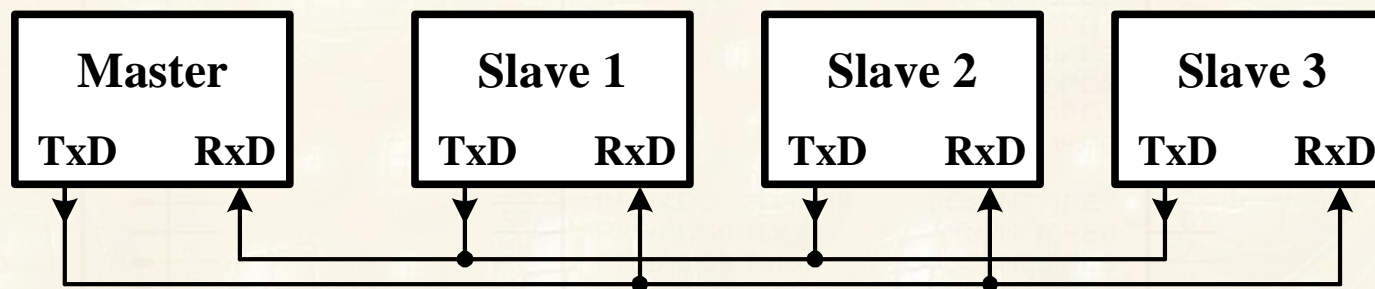 Master Slave 1 Slave 2 Slave 3
TxD RxD TxD RxD TxD RxD TxD RxD